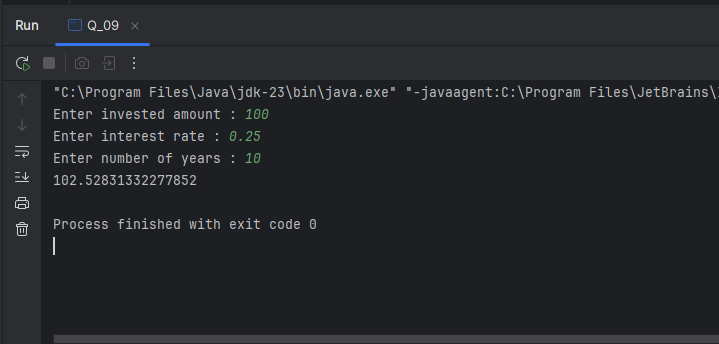 Run Q_09
"C:\Program Files\Java\jdk-23\bin\java.exe" "-javaagent:C:\Program Files\JetBrains\
Enter invested amount : 100
Enter interest rate : 0.25
Enter number of years : 10
102.52831332277852
Process finished with exit code 0